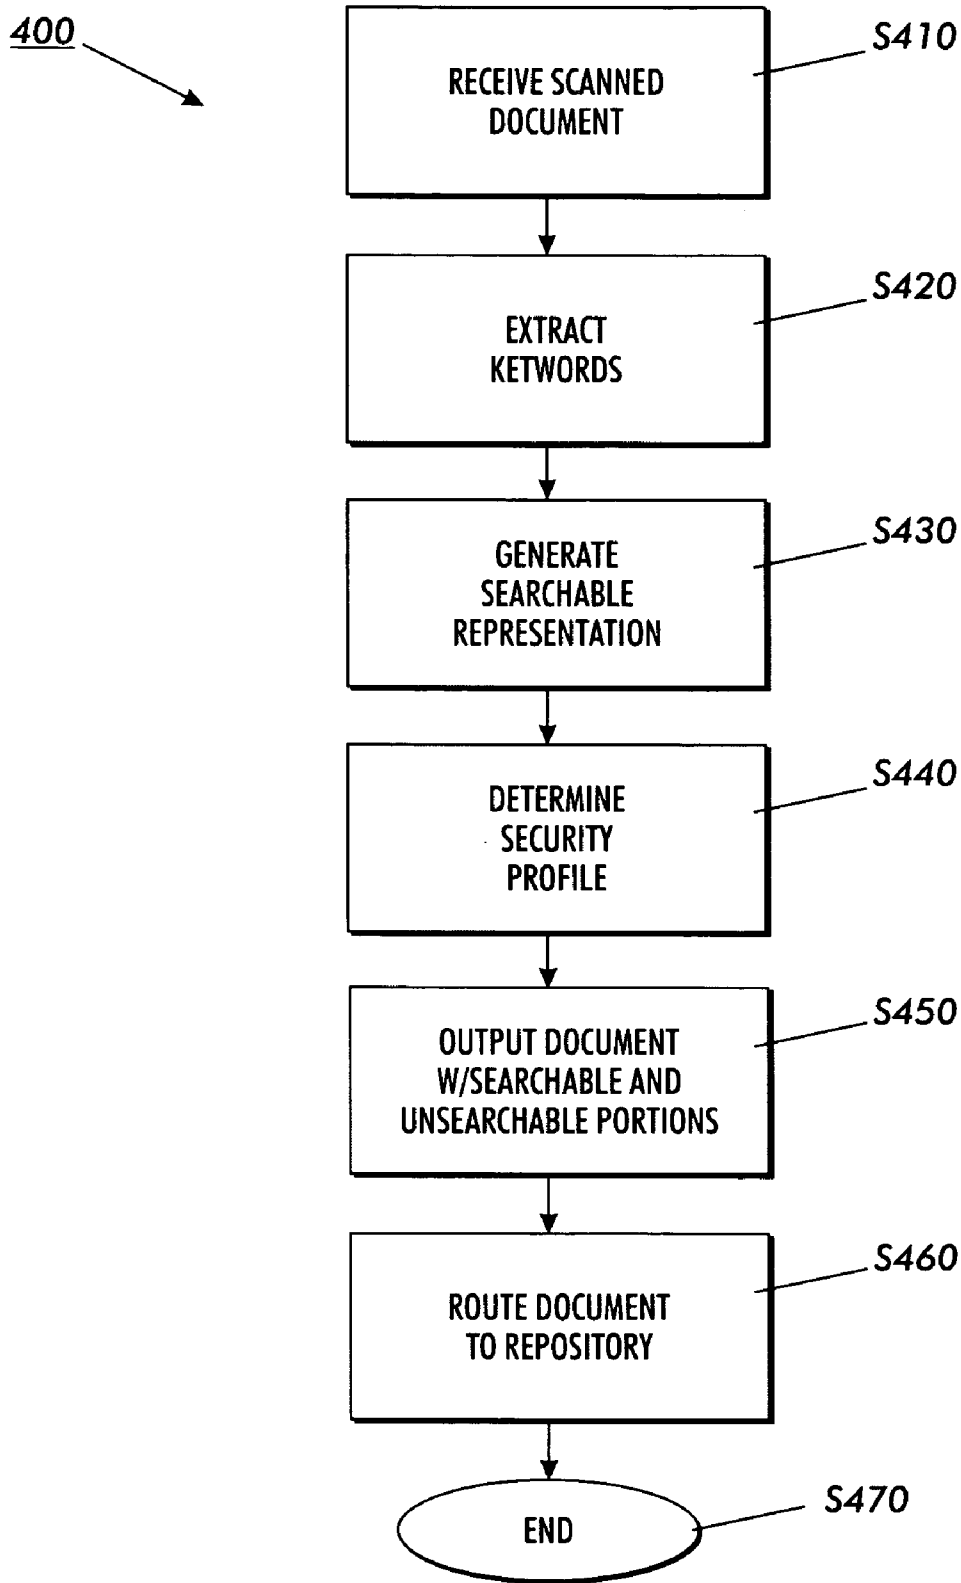 400
S410
RECEIVE SCANNED
DOCUMENT
S420
EXTRACT
KETWORDS
S430
GENERATE
SEARCHABLE
REPRESENTATION
S440
DETERMINE
SECURITY
PROFILE
S450
OUTPUT DOCUMENT
W/SEARCHABLE AND
UNSEARCHABLE PORTIONS
S460
ROUTE DOCUMENT
TO REPOSITORY
S470
END